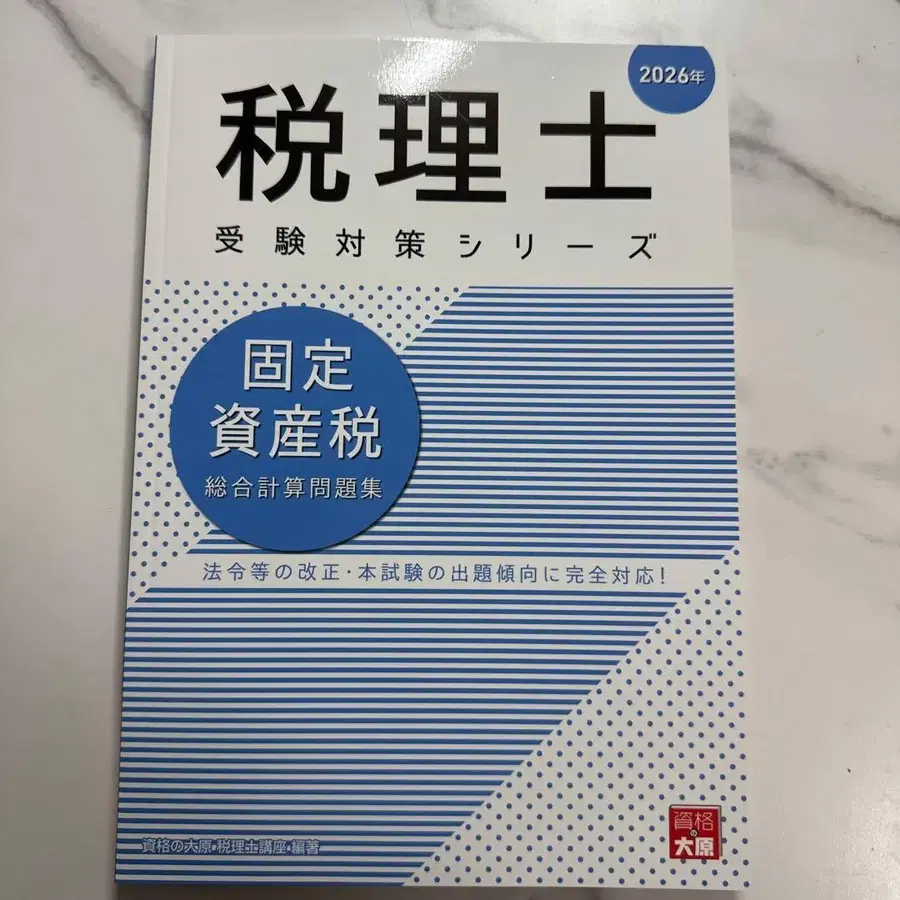 2026年
税理士
受験対策シリーズ
固定
資産税
総合計算問題集
法令等の改正・本試験の出題傾向に完全対応!
資格の大原・税理士講座・編著
資格
の
大原